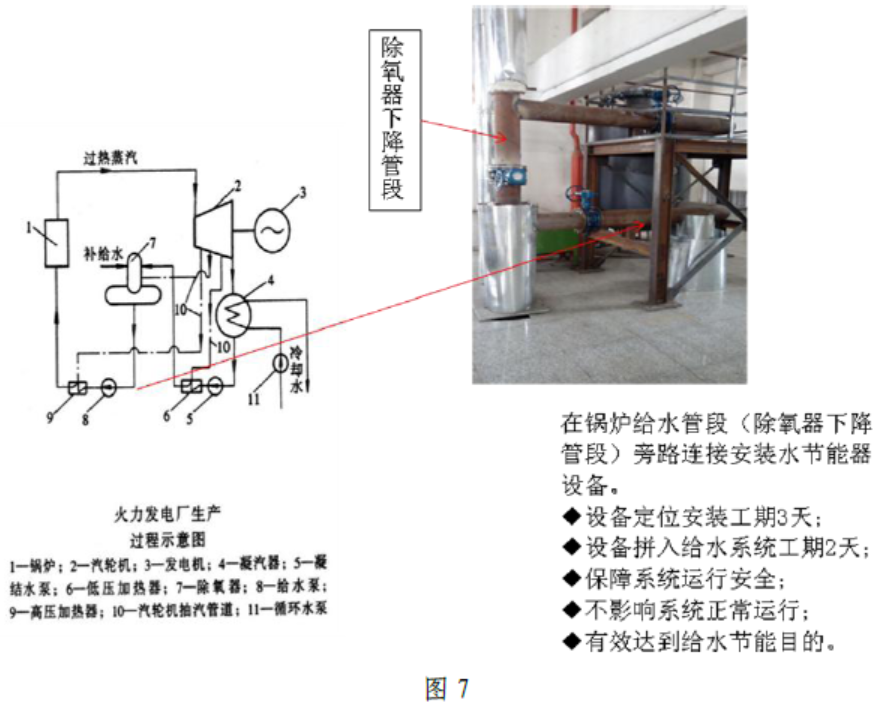 除氧器下降管段
过热蒸汽
1
2
3
补给水
7
4
10
10
冷却水
11
9
8
6
5
火力发电厂生产
过程示意图
1—锅炉；2—汽轮机；3—发电机；4—凝汽器；5—凝
结水泵；6—低压加热器；7—除氧器；8—给水泵；
9—高压加热器；10—汽轮机抽汽管道；11—循环水泵
在锅炉给水管段（除氧器下降
管段）旁路连接安装水节能器
设备。
◆设备定位安装工期3天；
◆设备拼入给水系统工期2天；
◆保障系统运行安全；
◆不影响系统正常运行；
◆有效达到给水节能目的。
图 7